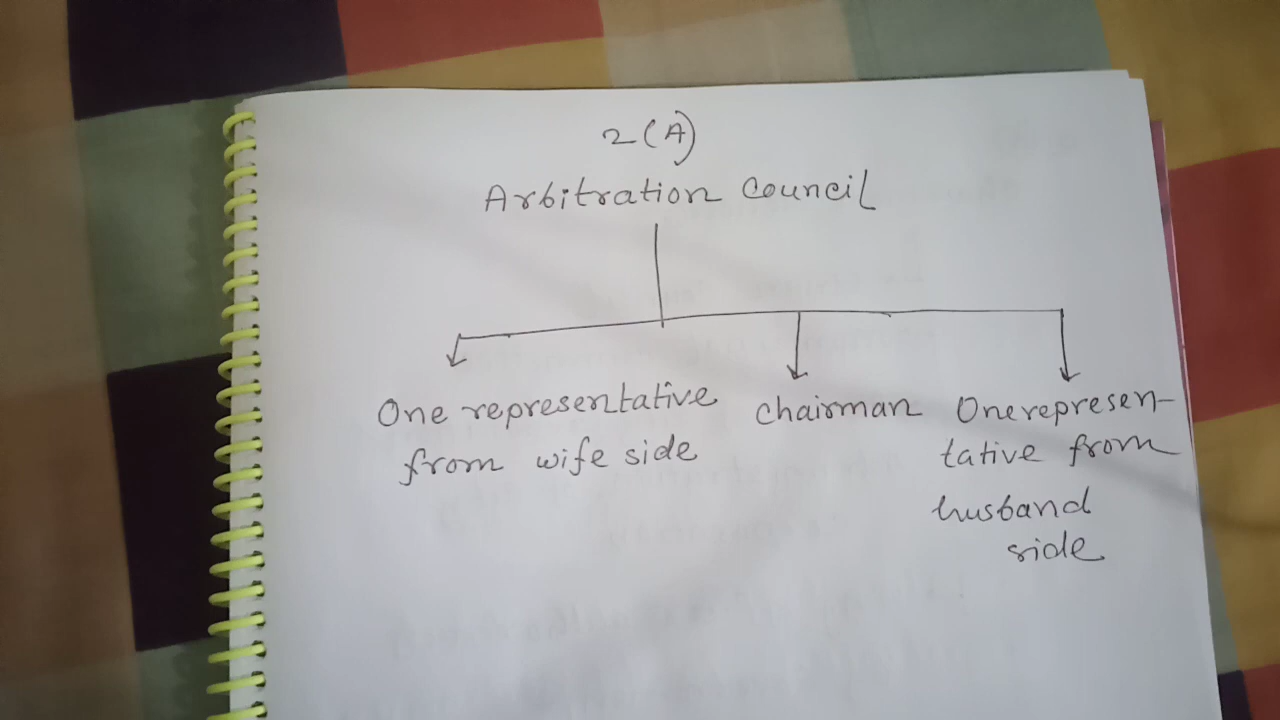 2(A)
Arbitration Council
One representative
from wife side
chairman
One represen-
tative from
husband
side